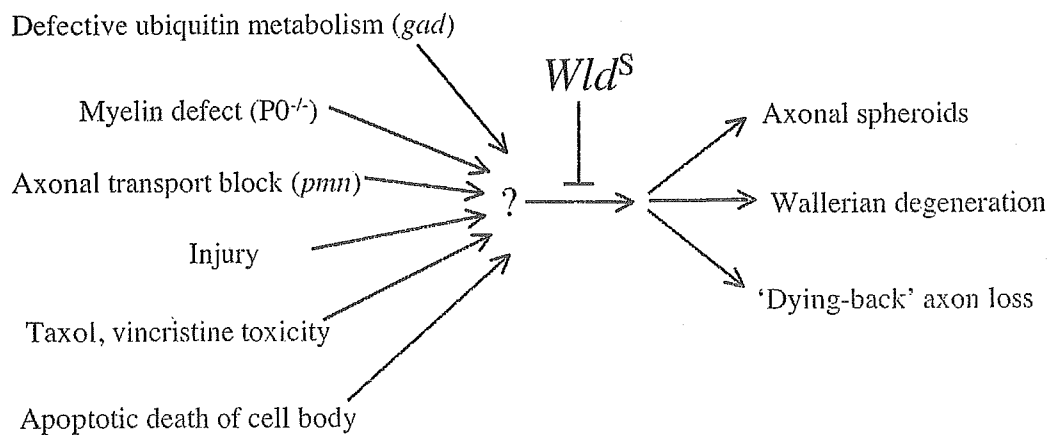 Defective ubiquitin metabolism (gad)
Wldˢ
Myelin defect (P0⁻/⁻)
Axonal spheroids
Axonal transport block (pmn)
?
Wallerian degeneration
Injury
'Dying-back' axon loss
Taxol, vincristine toxicity
Apoptotic death of cell body